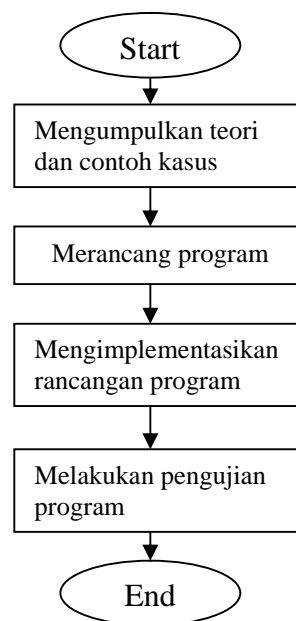 Start
Mengumpulkan teori
dan contoh kasus
Merancang program
Mengimplementasikan
rancangan program
Melakukan pengujian
program
End